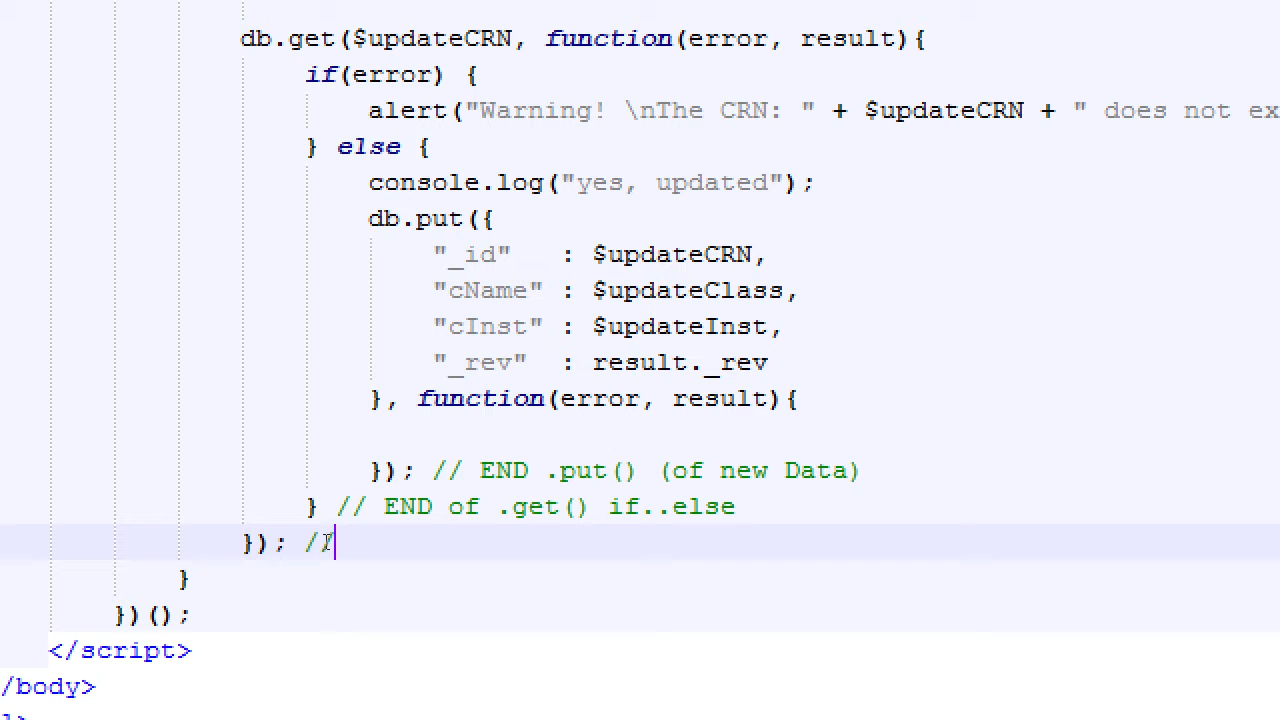 db.get($updateCRN, function(error, result){
if(error) {
alert("Warning! \nThe CRN: " + $updateCRN + " does not ex
} else {
console.log("yes, updated");
db.put({
"_id" : $updateCRN,
"cName" : $updateClass,
"cInst" : $updateInst,
"_rev" : result._rev
}, function(error, result){
}); // END .put() (of new Data)
} // END of .get() if..else
}); //
}
})();
</script>
/body>